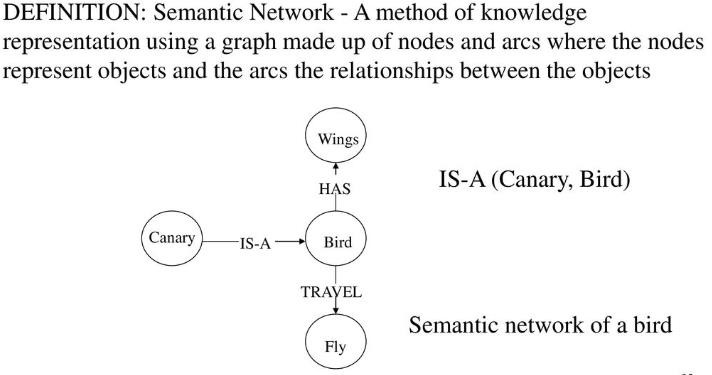 DEFINITION: Semantic Network - A method of knowledge
representation using a graph made up of nodes and arcs where the nodes
represent objects and the arcs the relationships between the objects
Wings
HAS
IS-A (Canary, Bird)
Canary
IS-A
Bird
TRAVEL
Semantic network of a bird
Fly